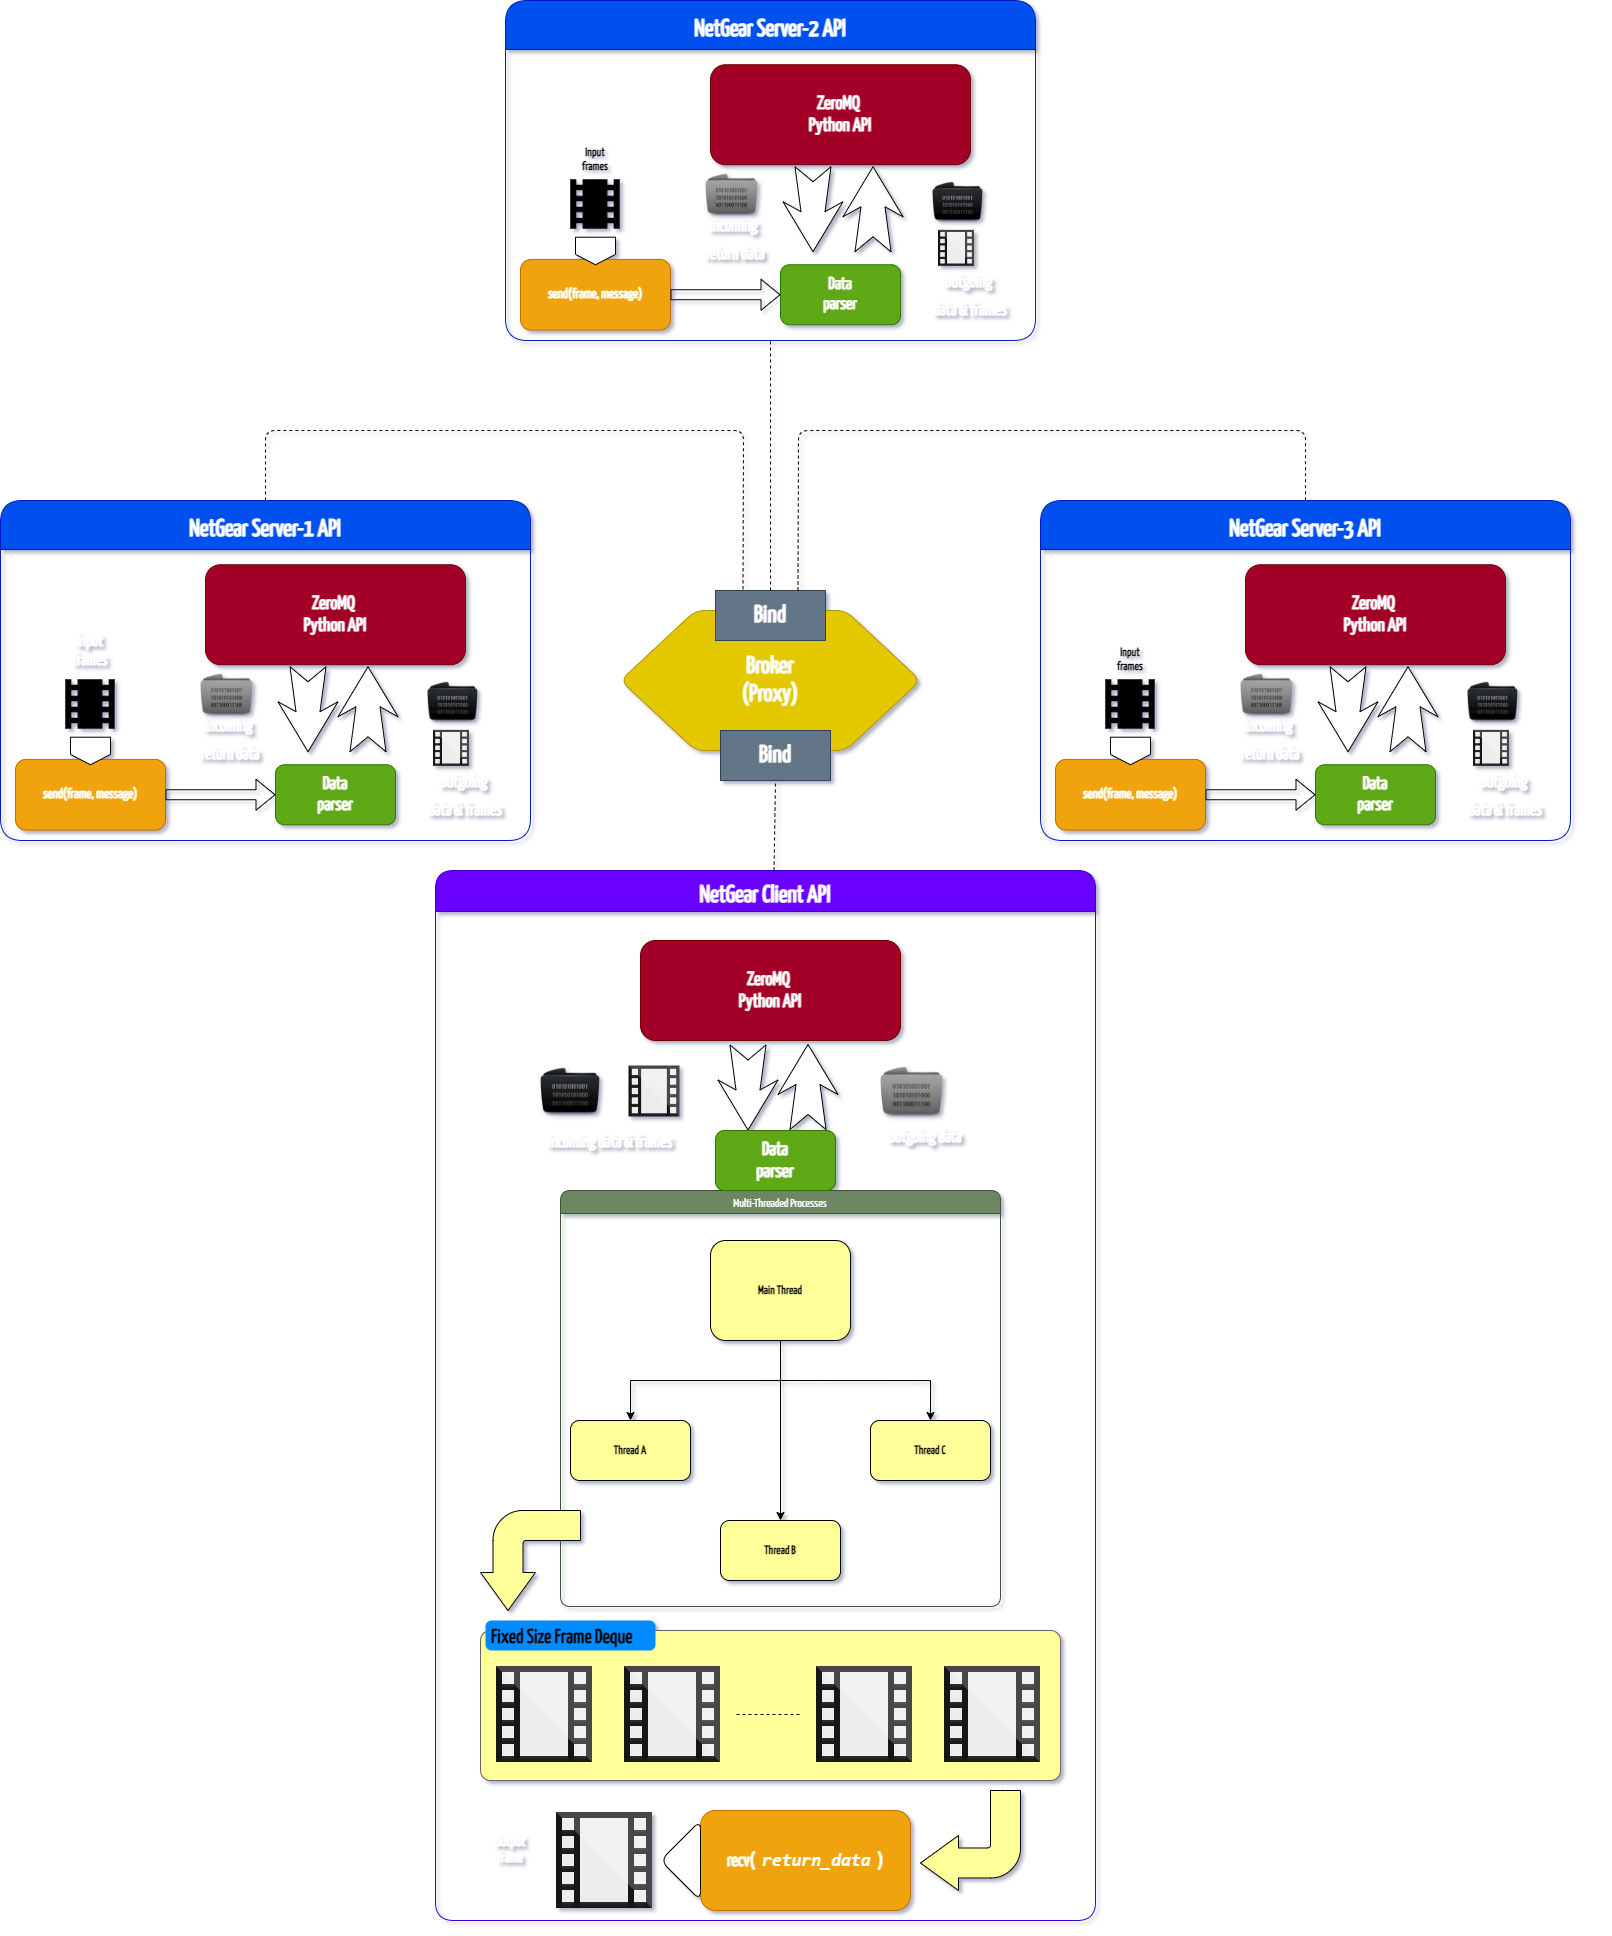 NetGear Server-2 API
ZeroMQ
Python API
Input
frames
incoming
return data
send(frame, message)
Data
parser
outgoing
data & frames
NetGear Server-1 API
ZeroMQ
Python API
Input
frames
incoming
return data
send(frame, message)
Data
parser
outgoing
data & frames
Bind
Broker
(Proxy)
Bind
NetGear Server-3 API
ZeroMQ
Python API
Input
frames
incoming
return data
send(frame, message)
Data
parser
outgoing
data & frames
NetGear Client API
ZeroMQ
Python API
incoming data & frames
outgoing data
Data
parser
Multi-Threaded Processes
Main Thread
Thread A
Thread C
Thread B
Fixed Size Frame Deque
frame
recv( return_data )